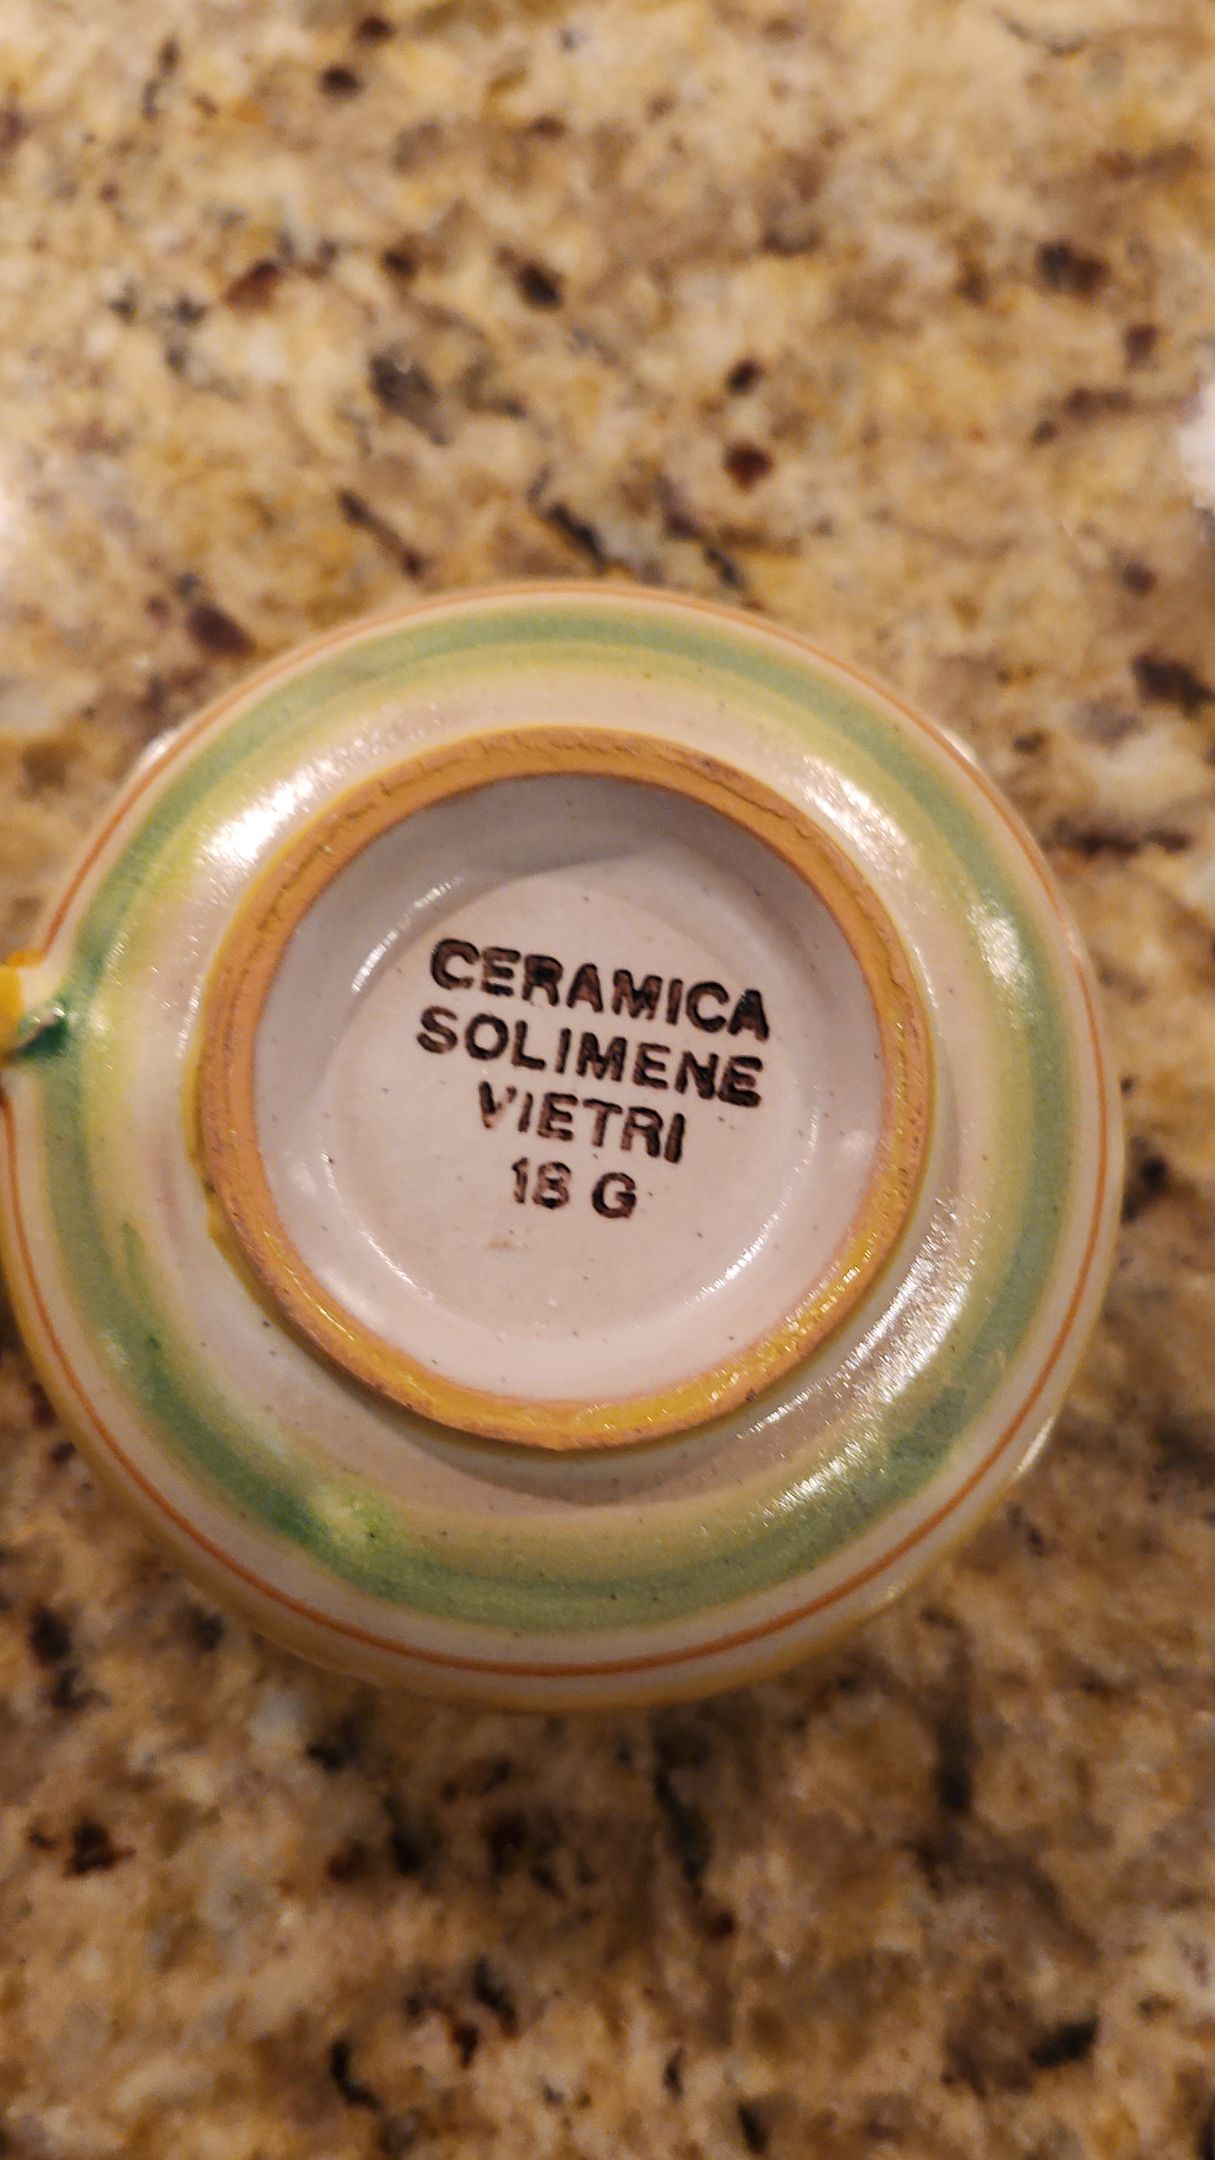 CERAMICA
SOLIMENE
VIETRI
18 G